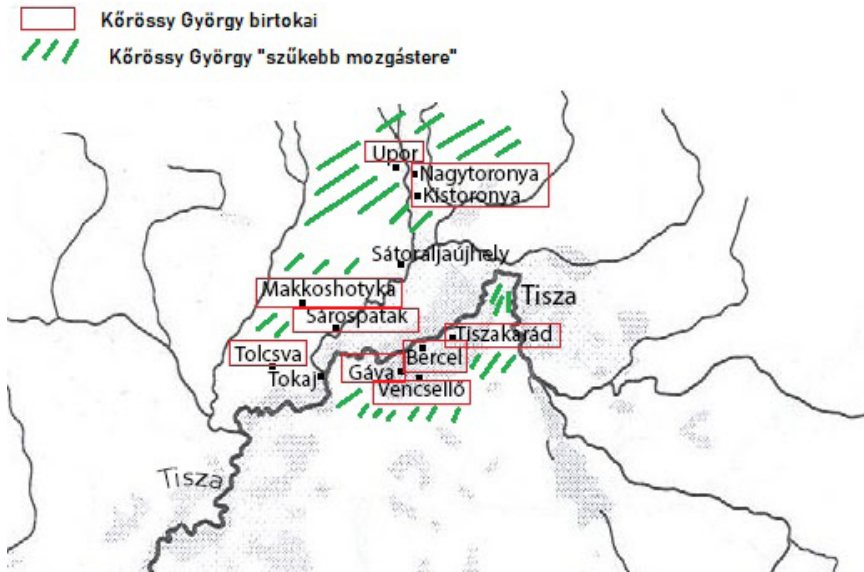 Kőrössy György birtokai
Kőrössy György "szűkebb mozgástere"
Upor
Nagytoronya
Kistoronya
Sátoraljaújhely
Makkoshotyka
Tisza
Sárospatak
Tiszakarád
Tolcsva
Bercel
Tokaj
Gáva
Vencsellő
Tisza